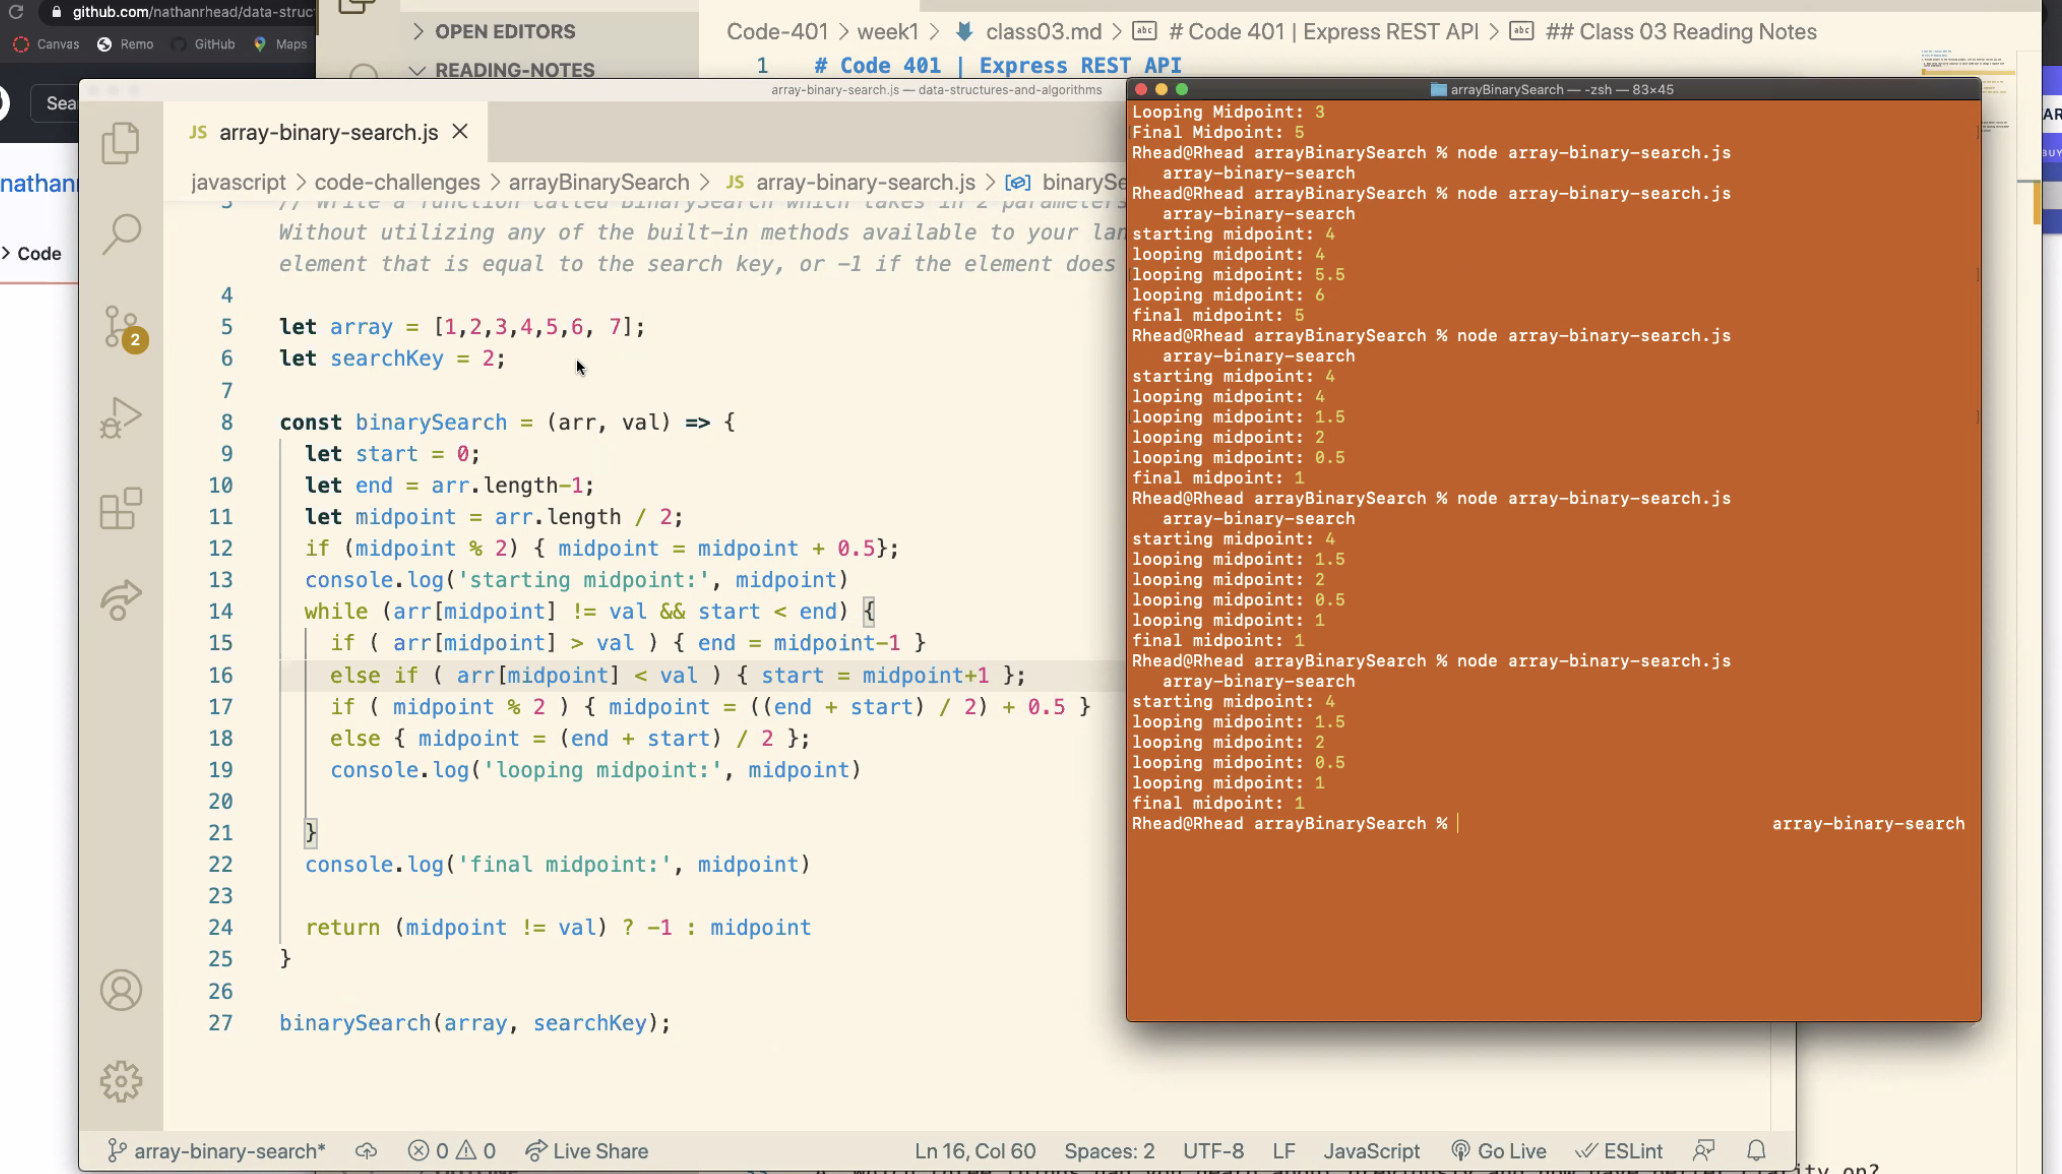 github.com/nathanrhead/data-struc
Canvas
Remo
GitHub
Maps
Sea
nathanr
Code
OPEN EDITORS
READING-NOTES
Code-401 > week1 > class03.md > # Code 401 | Express REST API > ## Class 03 Reading Notes
1 # Code 401 | Express REST API
array-binary-search.js — data-structures-and-algorithms
JS array-binary-search.js
javascript > code-challenges > arrayBinarySearch > JS array-binary-search.js > binarySe
3 // Write a function called BinarySearch which takes in 2 parameters
Without utilizing any of the built-in methods available to your lan
element that is equal to the search key, or -1 if the element does
4
5 let array = [1,2,3,4,5,6, 7];
6 let searchKey = 2;
7
8 const binarySearch = (arr, val) => {
9 let start = 0;
10 let end = arr.length-1;
11 let midpoint = arr.length / 2;
12 if (midpoint % 2) { midpoint = midpoint + 0.5};
13 console.log('starting midpoint:', midpoint)
14 while (arr[midpoint] != val && start < end) {
15 if ( arr[midpoint] > val ) { end = midpoint-1 }
16 else if ( arr[midpoint] < val ) { start = midpoint+1 };
17 if ( midpoint % 2 ) { midpoint = ((end + start) / 2) + 0.5 }
18 else { midpoint = (end + start) / 2 };
19 console.log('looping midpoint:', midpoint)
20
21 }
22 console.log('final midpoint:', midpoint)
23
24 return (midpoint != val) ? -1 : midpoint
25 }
26
27 binarySearch(array, searchKey);
2
array-binary-search*
0 0
Live Share
Ln 16, Col 60
Spaces: 2
UTF-8
LF
JavaScript
Go Live
ESLint
arrayBinarySearch — -zsh — 83×45
Looping Midpoint: 3
Final Midpoint: 5
Rhead@Rhead arrayBinarySearch % node array-binary-search.js
array-binary-search
Rhead@Rhead arrayBinarySearch % node array-binary-search.js
array-binary-search
starting midpoint: 4
looping midpoint: 4
looping midpoint: 5.5
looping midpoint: 6
final midpoint: 5
Rhead@Rhead arrayBinarySearch % node array-binary-search.js
array-binary-search
starting midpoint: 4
looping midpoint: 4
looping midpoint: 1.5
looping midpoint: 2
looping midpoint: 0.5
final midpoint: 1
Rhead@Rhead arrayBinarySearch % node array-binary-search.js
array-binary-search
starting midpoint: 4
looping midpoint: 1.5
looping midpoint: 2
looping midpoint: 0.5
looping midpoint: 1
final midpoint: 1
Rhead@Rhead arrayBinarySearch % node array-binary-search.js
array-binary-search
starting midpoint: 4
looping midpoint: 1.5
looping midpoint: 2
looping midpoint: 0.5
looping midpoint: 1
final midpoint: 1
Rhead@Rhead arrayBinarySearch % array-binary-search